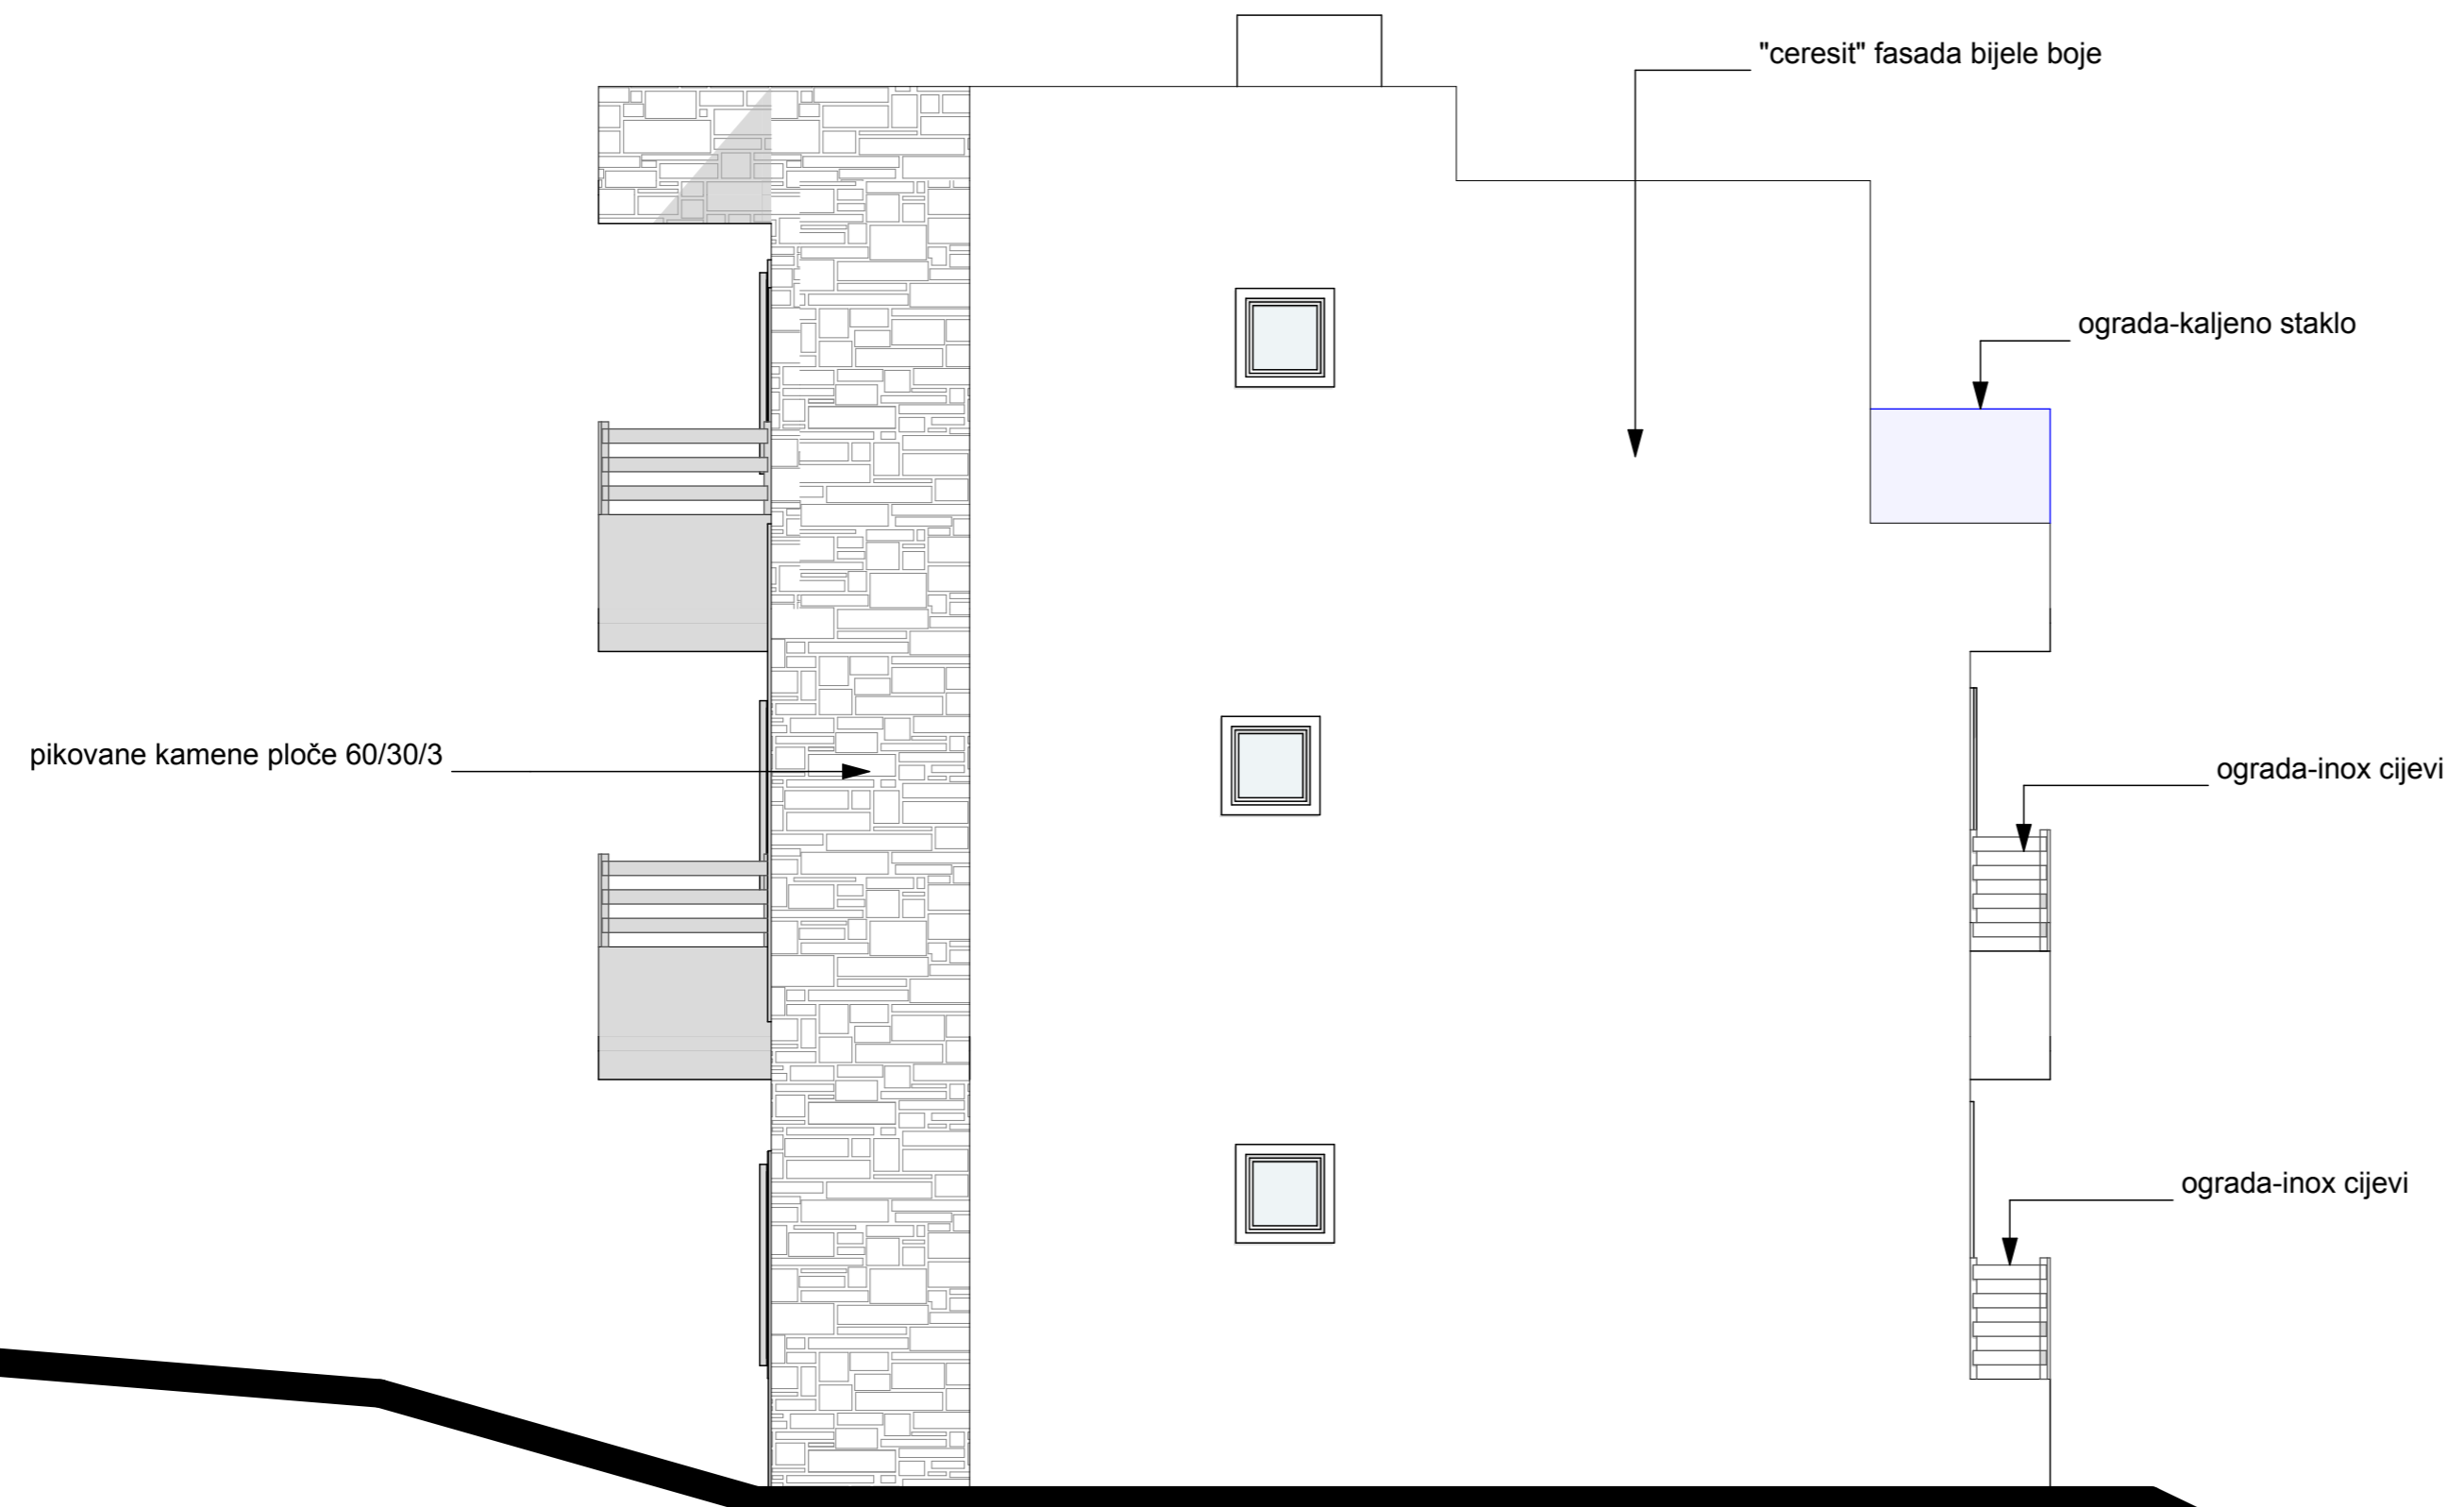 "ceresit" fasada bijele boje
ograda-kaljeno staklo
pikovane kamene ploče 60/30/3
ograda-inox cijevi
ograda-inox cijevi